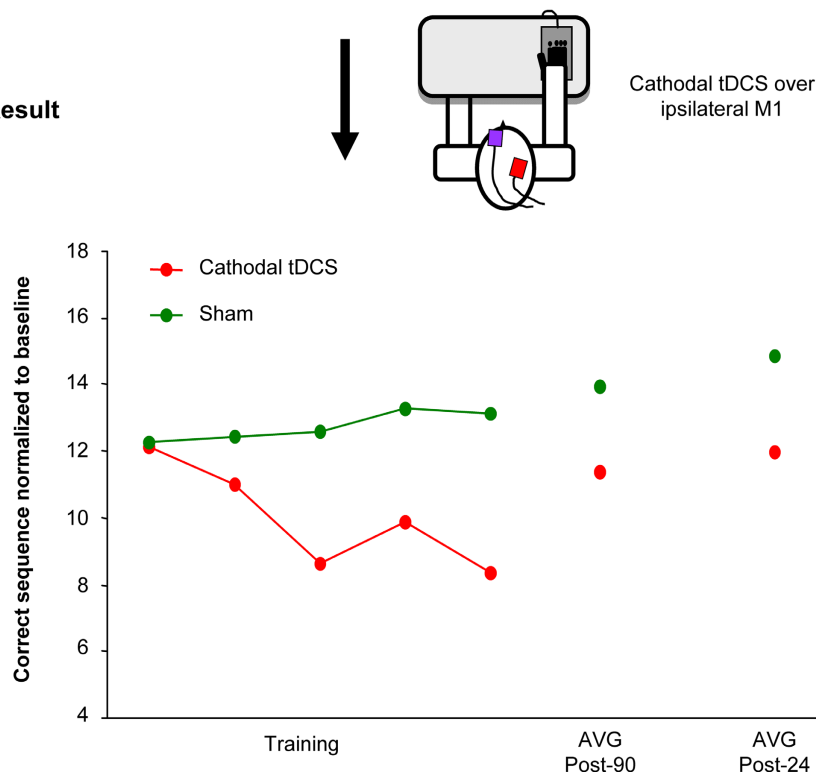 esult
Cathodal tDCS over
ipsilateral M1
18
16
14
12
10
8
6
4
Correct sequence normalized to baseline
Cathodal tDCS
Sham
Training
AVG
Post-90
AVG
Post-24